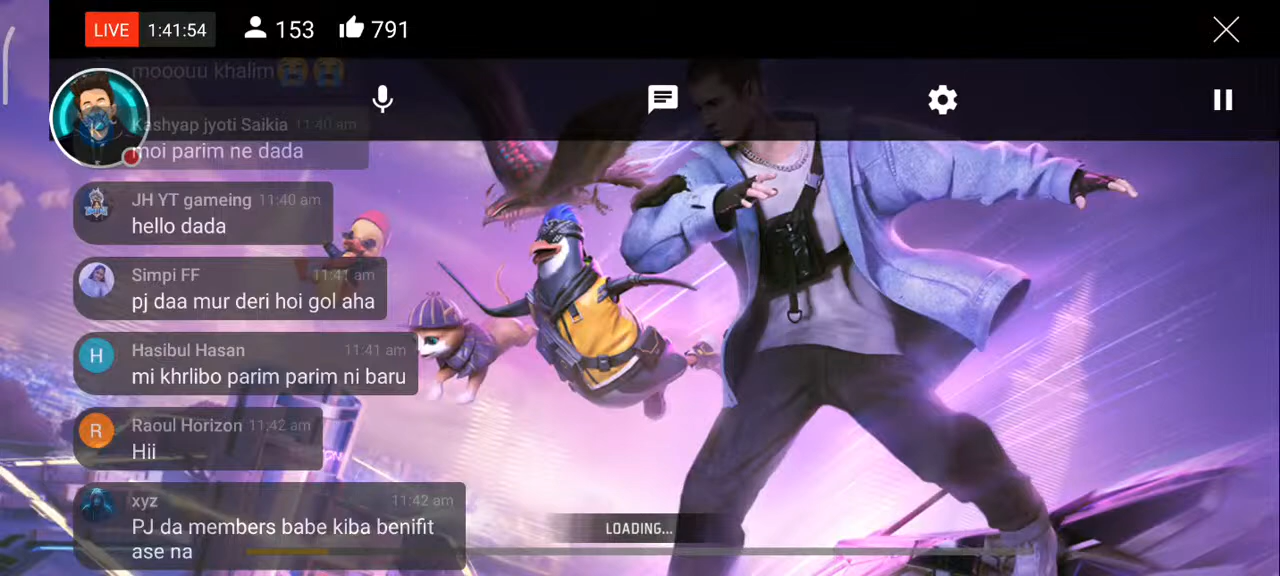 LIVE 1:41:54 153 791
mooouu khalim😭😭
Kashyap jyoti Saikia 11:40 am
moi parim ne dada
JH YT gameing 11:40 am
hello dada
Simpi FF 11:41 am
pj daa mur deri hoi gol aha
H Hasibul Hasan 11:41 am
mi khrlibo parim parim ni baru
R Raoul Horizon 11:42 am
Hii
xyz 11:42 am
PJ da members babe kiba benifit
ase na
LOADING...